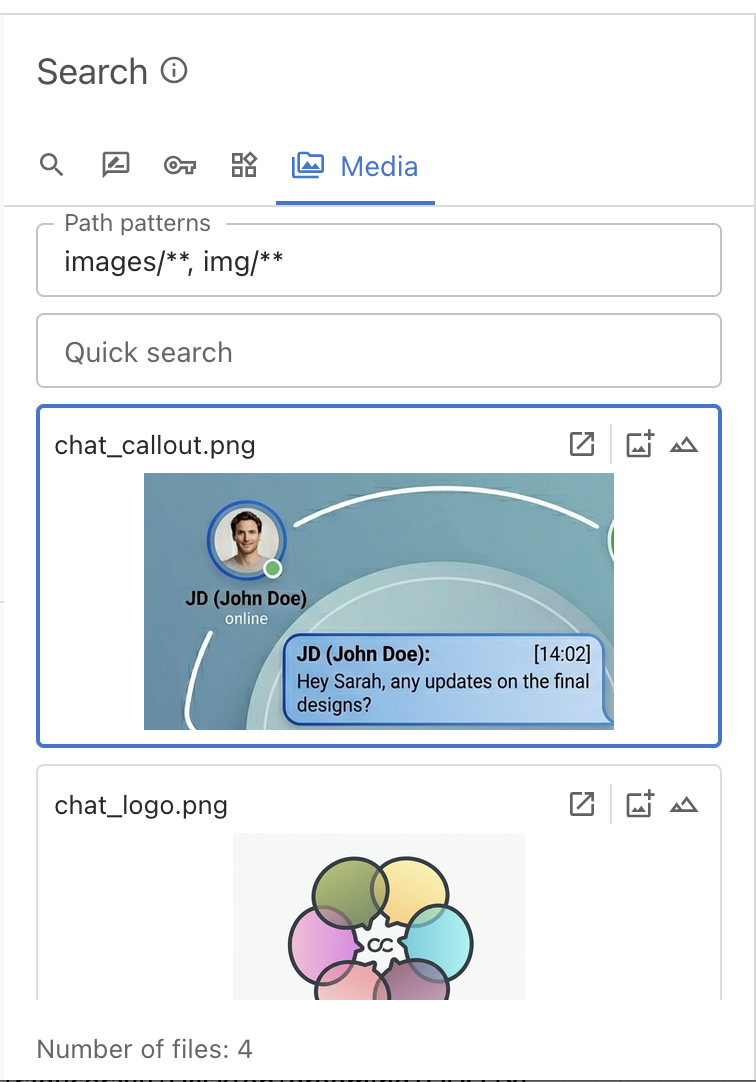 Search
Media
Path patterns
images/**, img/**
Quick search
chat_callout.png
JD (John Doe)
online
JD (John Doe): [14:02]
Hey Sarah, any updates on the final
designs?
chat_logo.png
CC
Number of files: 4